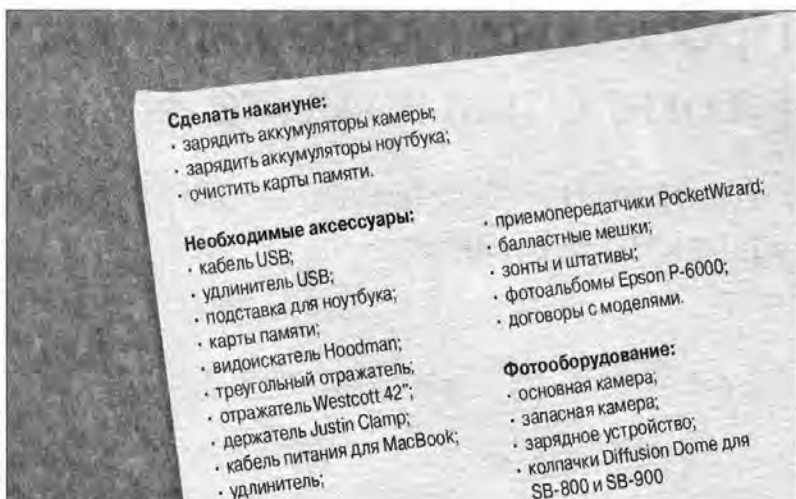 Сделать накануне:
· зарядить аккумуляторы камеры;
· зарядить аккумуляторы ноутбука;
· очистить карты памяти.
Необходимые аксессуары:
· кабель USB;
· удлинитель USB;
· подставка для ноутбука;
· карты памяти;
· видоискатель Hoodman;
· треугольный отражатель;
· отражатель Westcott 42";
· держатель Justin Clamp;
· кабель питания для MacBook;
· удлинитель;
· приемопередатчики PocketWizard;
· балластные мешки;
· зонты и штативы;
· фотоальбомы Epson P-6000;
· договоры с моделями.
Фотооборудование:
· основная камера;
· запасная камера;
· зарядное устройство;
· колпачки Diffusion Dome для
SB-800 и SB-900